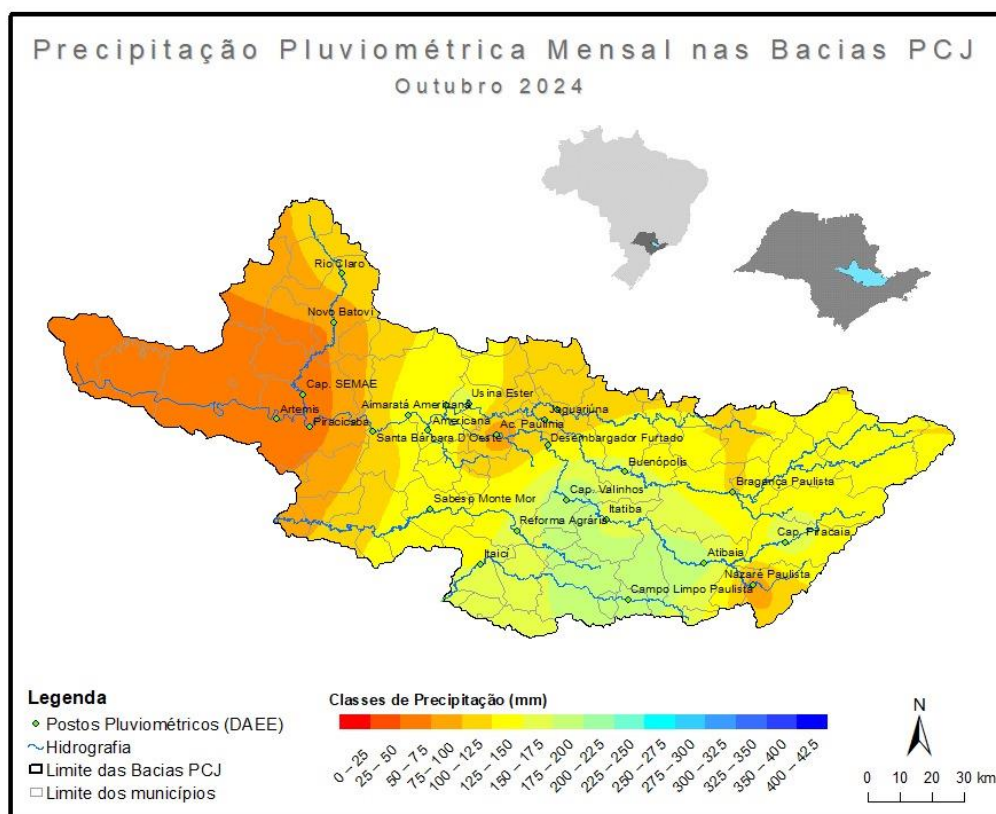 Precipitação Pluviométrica Mensal nas Bacias PCJ
Outubro 2024
Rio Claro
Novo Batovi
Cap. SEMAE
Artemis
Piracicaba
Aimaratá Americana
Usina Ester
Americana
Santa Bárbara D'Oeste
Ac. Paulínia
Jaguariúna
Desembargador Furtado
Buenópolis
Bragança Paulista
Cap. Valinhos
Itatiba
Sabesp Monte Mor
Reforma Agrária
Itaici
Atibaia
Cap. Piracaia
Nazaré Paulista
Campo Limpo Paulista
Legenda
Postos Pluviométricos (DAEE)
Hidrografia
Limite das Bacias PCJ
Limite dos municípios
Classes de Precipitação (mm)
0 – 25
25 – 50
50 – 75
75 – 100
100 – 125
125 – 150
150 – 175
175 – 200
200 – 225
225 – 250
250 – 275
275 – 300
300 – 325
325 – 350
350 – 400
400 – 425
N
0 10 20 30 km